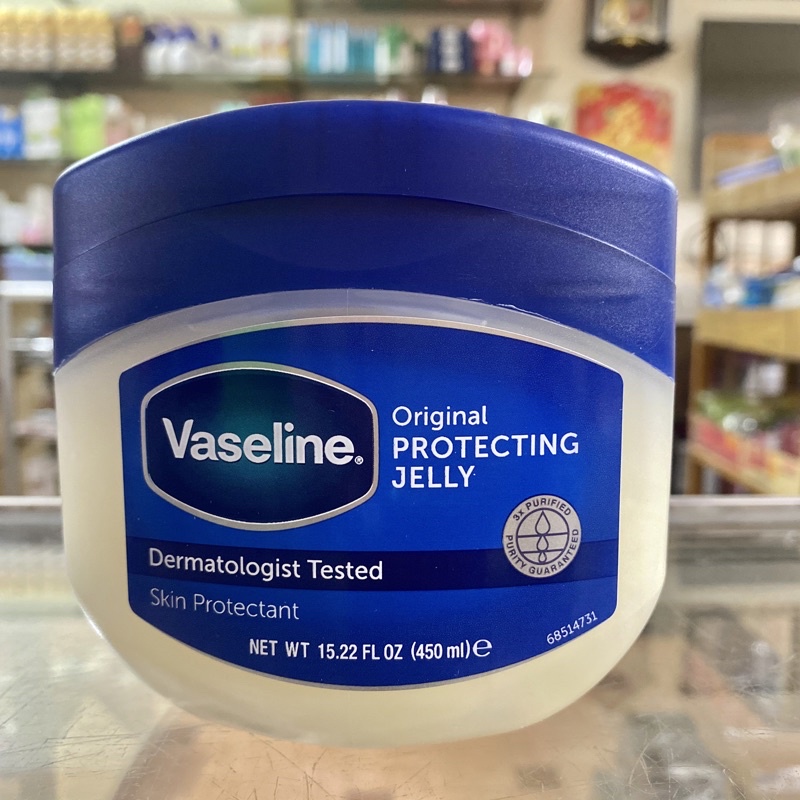 Vaseline®
Original
PROTECTING
JELLY
3X PURIFIED
PURITY GUARANTEED
Dermatologist Tested
Skin Protectant
NET WT 15.22 FL OZ (450 ml) ℮
68514731